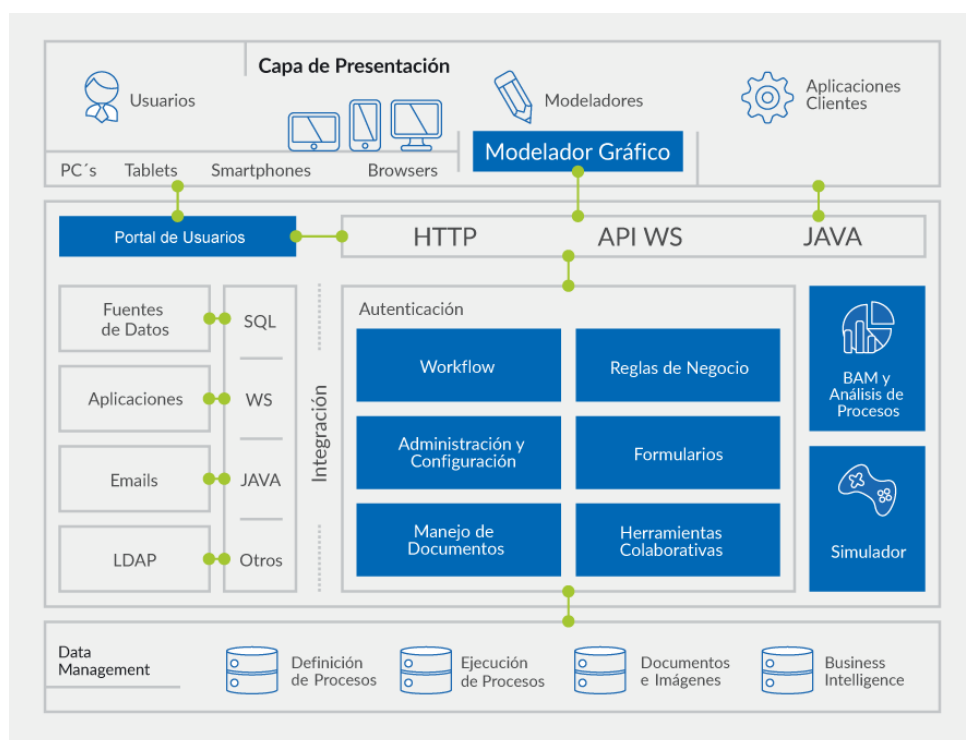 Capa de Presentación
Usuarios
Modeladores
Aplicaciones
Clientes
PC´s Tablets Smartphones Browsers
Modelador Gráfico
Portal de Usuarios
HTTP API WS JAVA
Fuentes
de Datos
SQL
Aplicaciones
WS
Emails
JAVA
LDAP
Otros
Integración
Autenticación
Workflow
Reglas de Negocio
Administración y
Configuración
Formularios
Manejo de
Documentos
Herramientas
Colaborativas
BAM y
Análisis de
Procesos
Simulador
Data
Management
Definición
de Procesos
Ejecución
de Procesos
Documentos
e Imágenes
Business
Intelligence